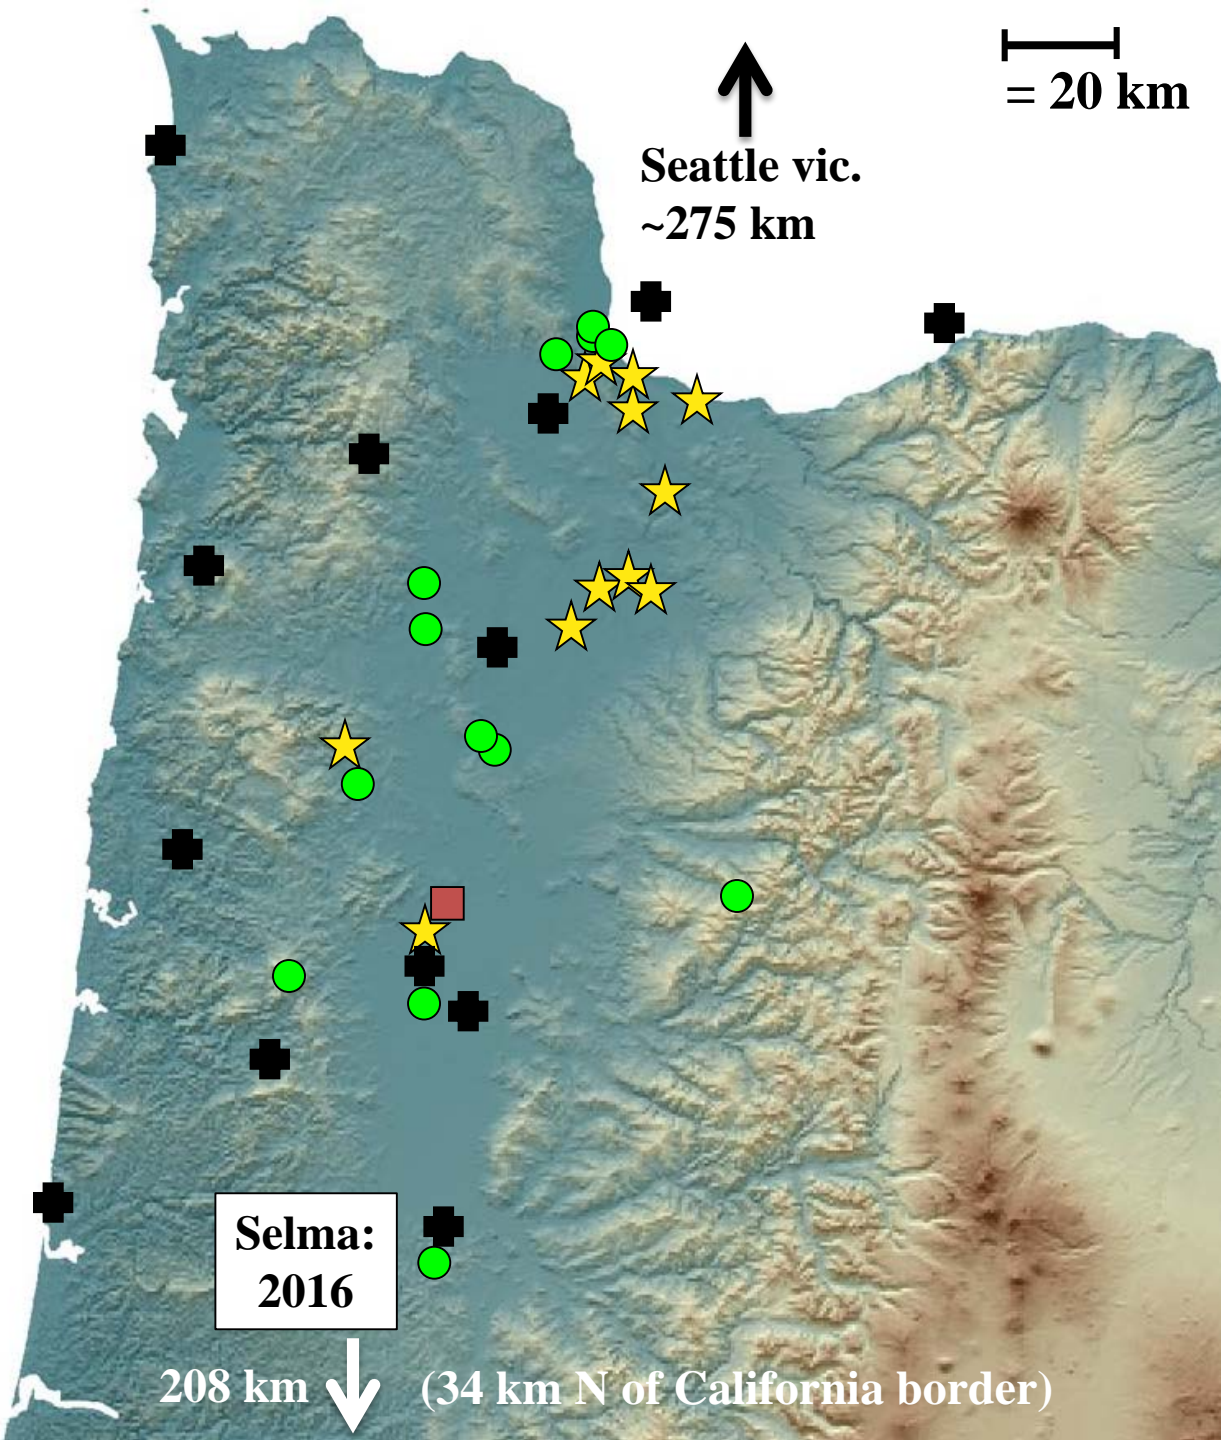 = 20 km
Seattle vic.
~275 km
Selma:
2016
208 km
(34 km N of California border)